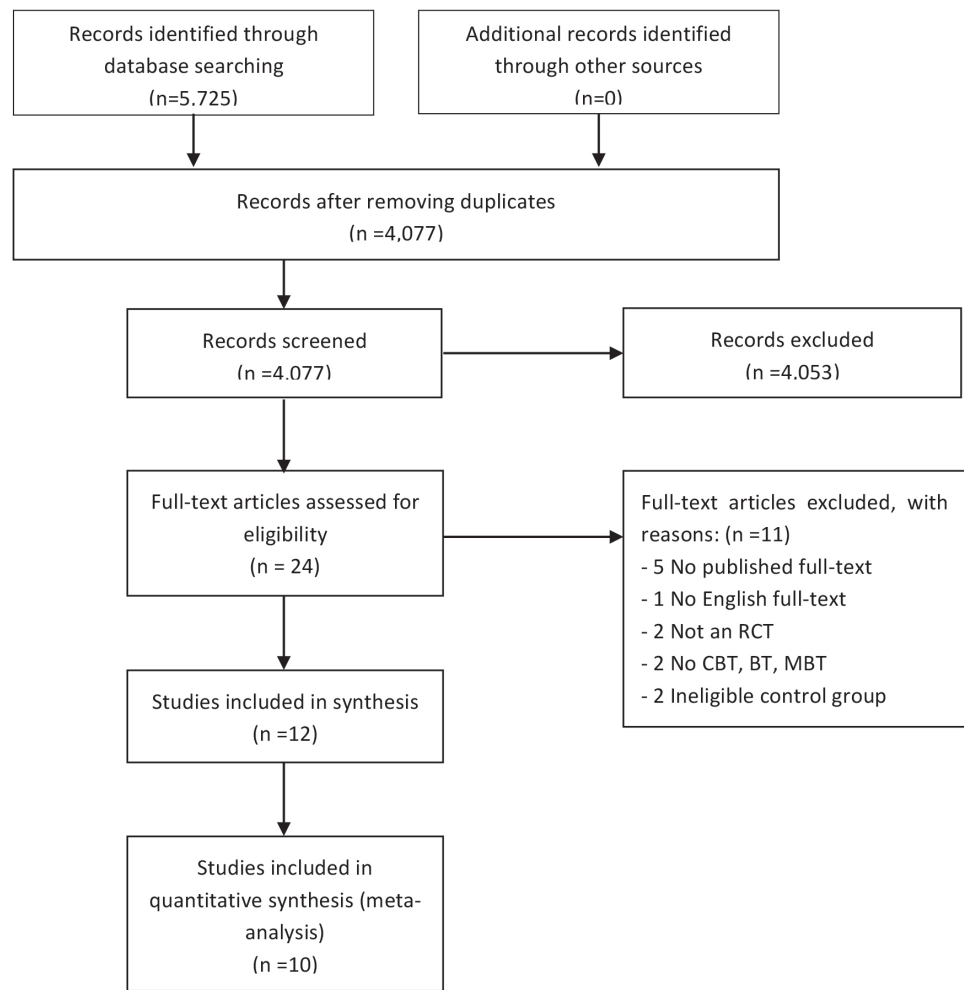 Records identified through
database searching
(n=5,725)
Additional records identified
through other sources
(n=0)
Records after removing duplicates
(n =4,077)
Records screened
(n =4,077)
Records excluded
(n =4,053)
Full-text articles assessed for
eligibility
(n = 24)
Full-text articles excluded, with
reasons: (n =11)
- 5 No published full-text
- 1 No English full-text
- 2 Not an RCT
- 2 No CBT, BT, MBT
- 2 Ineligible control group
Studies included in synthesis
(n =12)
Studies included in
quantitative synthesis (meta-
analysis)
(n =10)